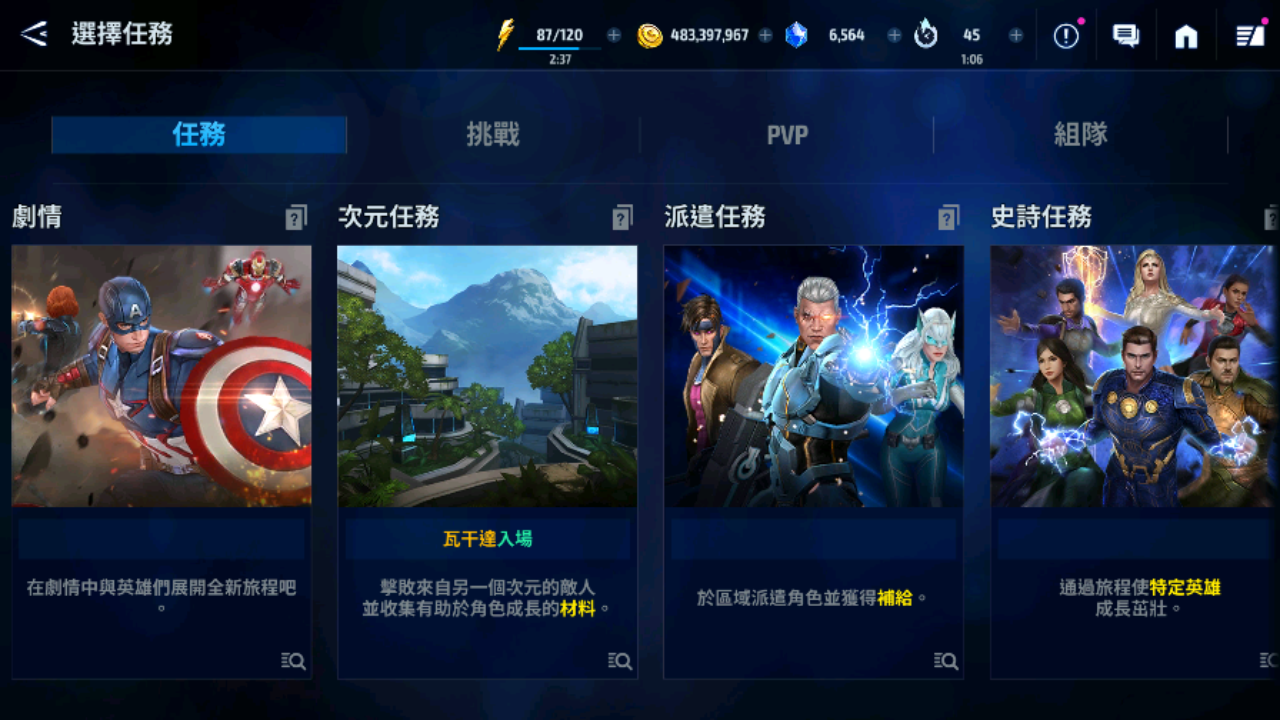 選擇任務
87/120
2:37
483,397,967
6,564
45
1:06
任務
挑戰
PVP
組隊
劇情
次元任務
派遣任務
史詩任務
在劇情中與英雄們展開全新旅程吧
。
瓦干達入場
擊敗來自另一個次元的敵人
並收集有助於角色成長的材料。
於區域派遣角色並獲得補給。
通過旅程使特定英雄
成長茁壯。